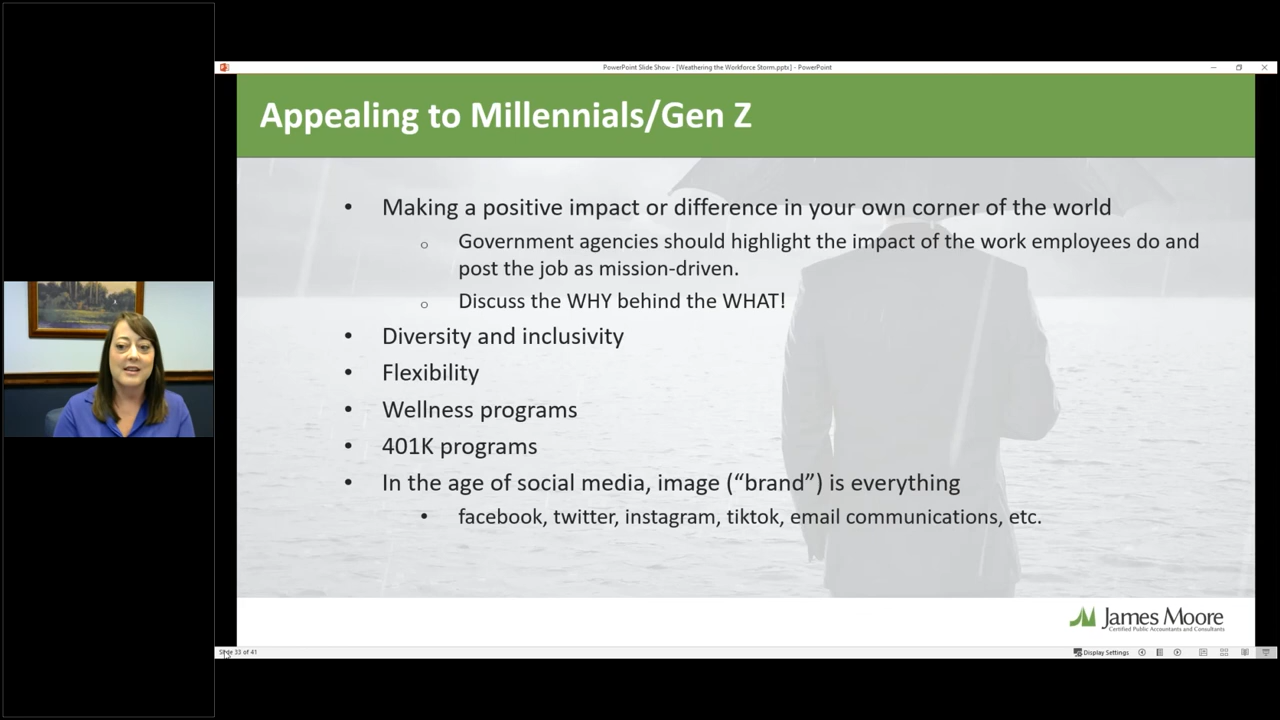 PowerPoint Slide Show - [Weathering the Workforce Storm.pptx] - PowerPoint
Appealing to Millennials/Gen Z
• Making a positive impact or difference in your own corner of the world
o Government agencies should highlight the impact of the work employees do and
post the job as mission-driven.
o Discuss the WHY behind the WHAT!
• Diversity and inclusivity
• Flexibility
• Wellness programs
• 401K programs
• In the age of social media, image (“brand”) is everything
• facebook, twitter, instagram, tiktok, email communications, etc.
James Moore
Certified Public Accountants and Consultants
Slide 33 of 41
Display Settings